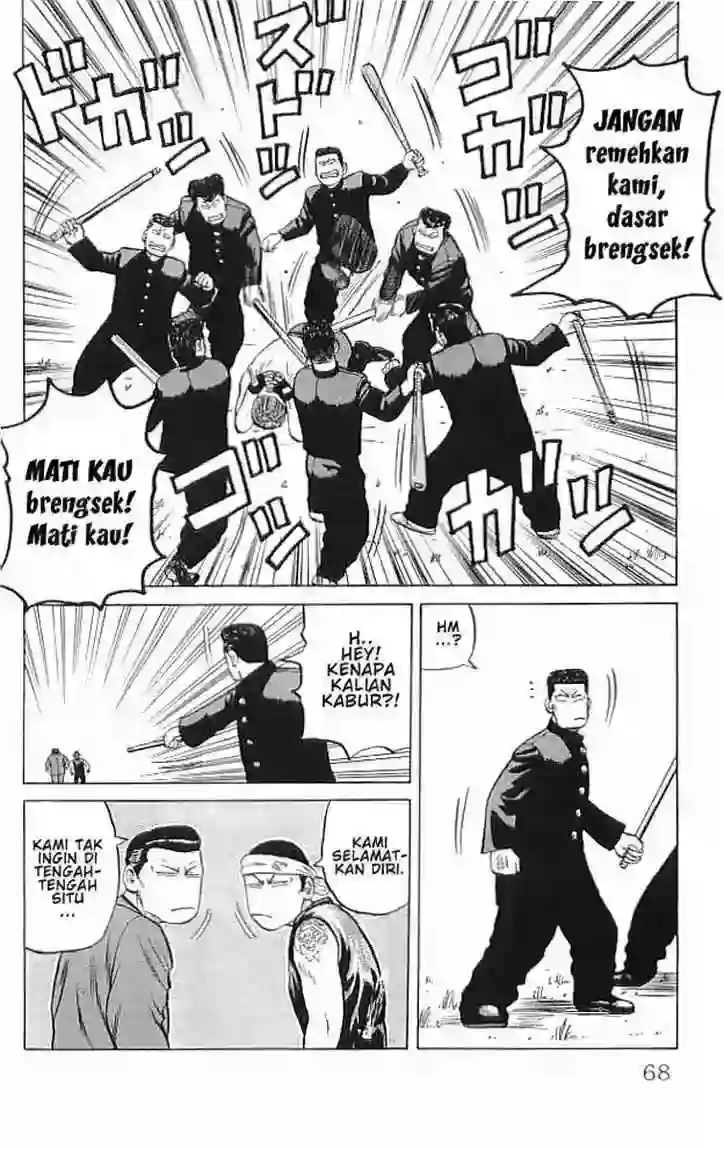 JANGAN
remehkan
kami,
dasar
brengsek!
ズドッ
ゴガッ
ドガッ
MATI KAU
brengsek!
Mati kau!
ゴッ
ガッ
HM
...?
H..
HEY!
KENAPA
KALIAN
KABUR?!
KAMI
SELAMAT-
KAN DIRI.
KAMI TAK
INGIN DI
TENGAH-
TENGAH
SITU
...
68